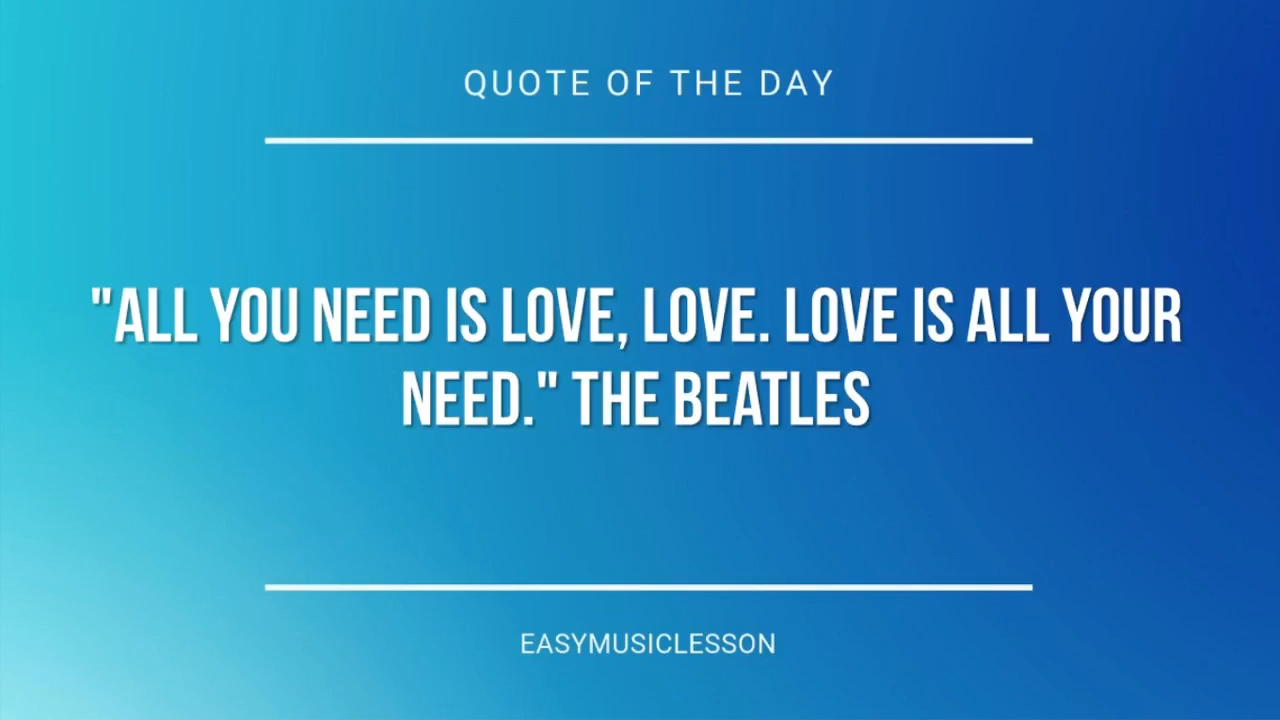 QUOTE OF THE DAY
"ALL YOU NEED IS LOVE, LOVE. LOVE IS ALL YOUR
NEED." THE BEATLES
EASYMUSICLESSON